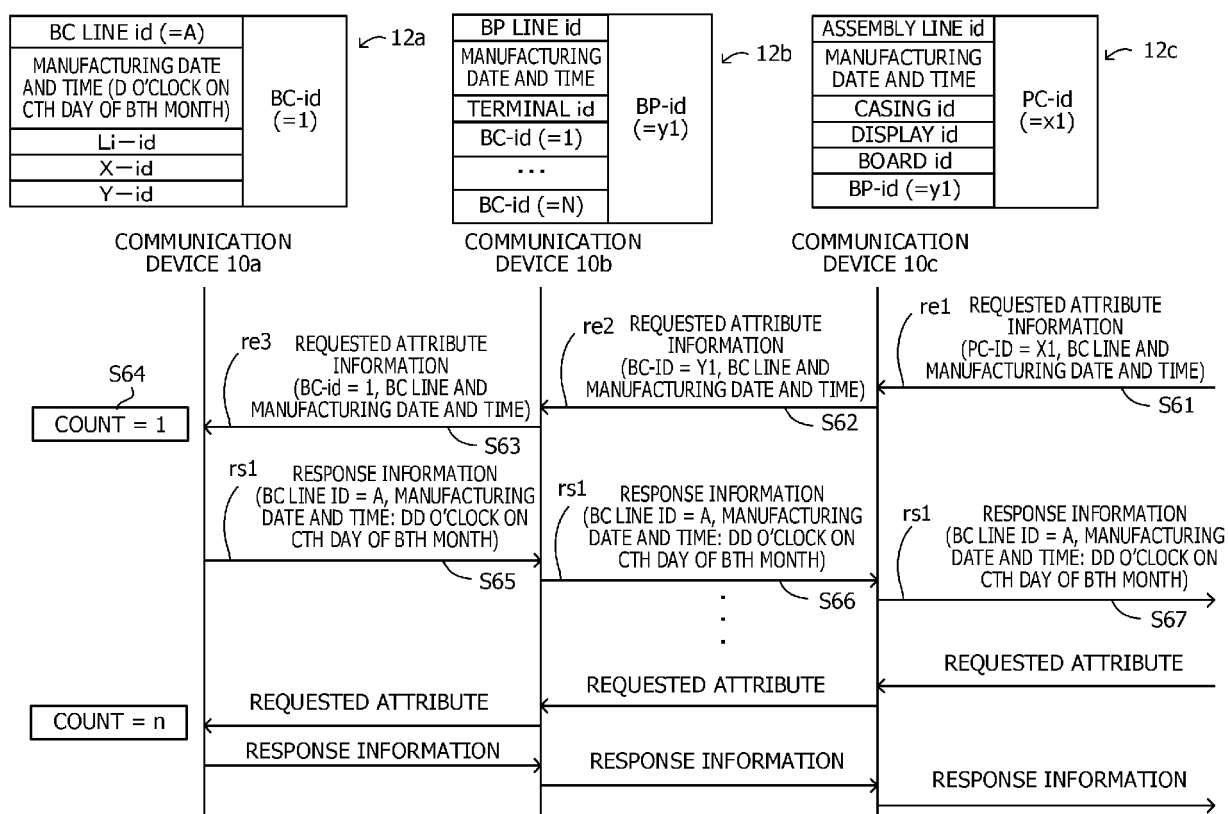 BC LINE id (=A)
MANUFACTURING DATE
AND TIME (D O'CLOCK ON
CTH DAY OF BTH MONTH)
Li-id
X-id
Y-id
BC-id
(=1)
12a
BP LINE id
MANUFACTURING
DATE AND TIME
TERMINAL id
BC-id (=1)
...
BC-id (=N)
BP-id
(=y1)
12b
ASSEMBLY LINE id
MANUFACTURING
DATE AND TIME
CASING id
DISPLAY id
BOARD id
BP-id (=y1)
PC-id
(=x1)
12c
COMMUNICATION
DEVICE 10a
COMMUNICATION
DEVICE 10b
COMMUNICATION
DEVICE 10c
re1
REQUESTED ATTRIBUTE
INFORMATION
(PC-ID = X1, BC LINE AND
MANUFACTURING DATE AND TIME)
S61
re2
REQUESTED ATTRIBUTE
INFORMATION
(BC-ID = Y1, BC LINE AND
MANUFACTURING DATE AND TIME)
S62
re3
REQUESTED ATTRIBUTE
INFORMATION
(BC-id = 1, BC LINE AND
MANUFACTURING DATE AND TIME)
S63
S64
COUNT = 1
rs1
RESPONSE INFORMATION
(BC LINE ID = A, MANUFACTURING
DATE AND TIME: DD O'CLOCK ON
CTH DAY OF BTH MONTH)
S65
rs1
RESPONSE INFORMATION
(BC LINE ID = A, MANUFACTURING
DATE AND TIME: DD O'CLOCK ON
CTH DAY OF BTH MONTH)
S66
rs1
RESPONSE INFORMATION
(BC LINE ID = A, MANUFACTURING
DATE AND TIME: DD O'CLOCK ON
CTH DAY OF BTH MONTH)
S67
REQUESTED ATTRIBUTE
REQUESTED ATTRIBUTE
REQUESTED ATTRIBUTE
COUNT = n
RESPONSE INFORMATION
RESPONSE INFORMATION
RESPONSE INFORMATION